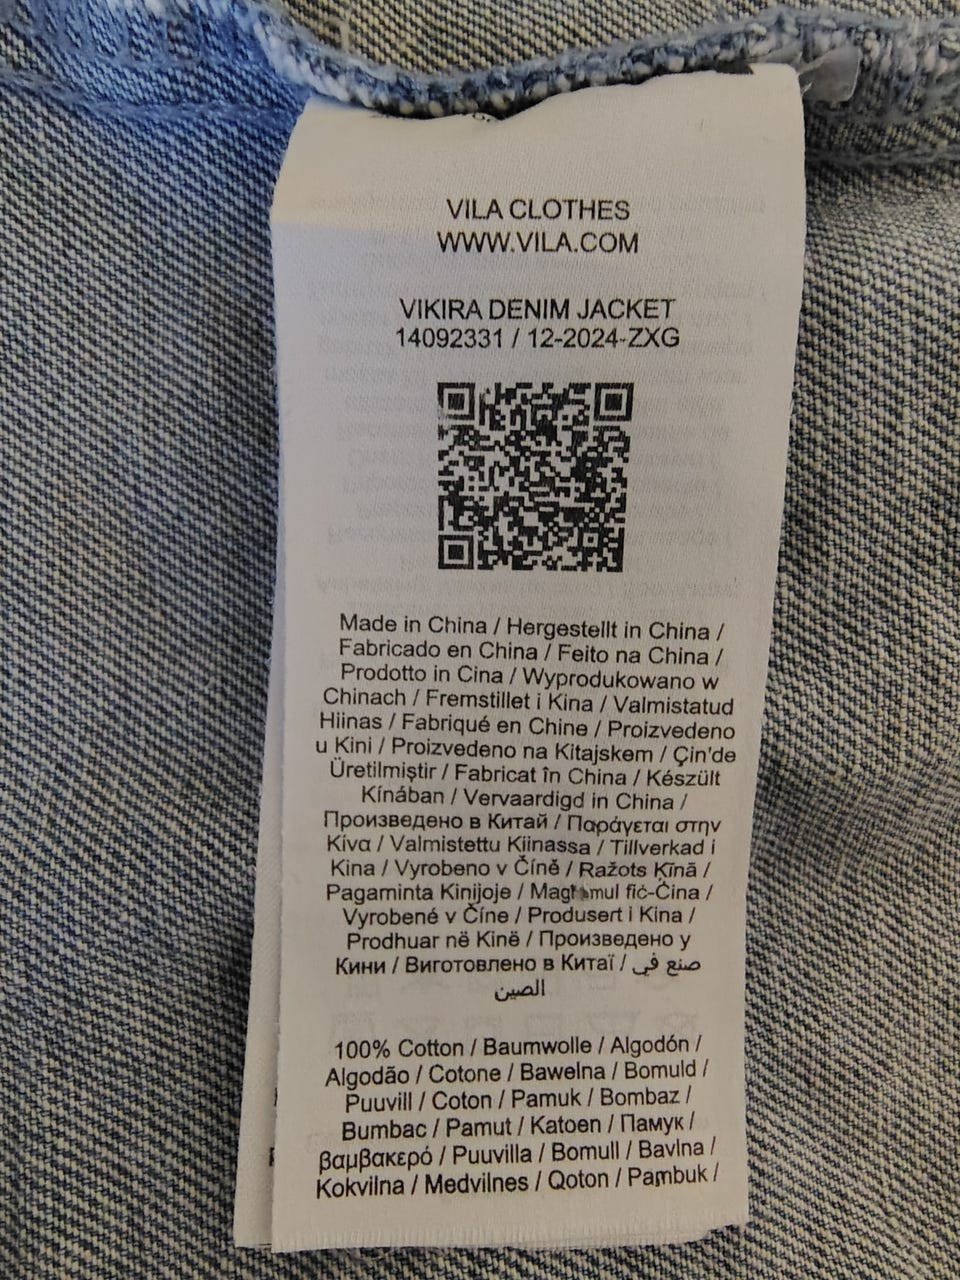 VILA CLOTHES
WWW.VILA.COM
VIKIRA DENIM JACKET
14092331 / 12-2024-ZXG
Made in China / Hergestellt in China /
Fabricado en China / Feito na China /
Prodotto in Cina / Wyprodukowano w
Chinach / Fremstillet i Kina / Valmistatud
Hiinas / Fabriqué en Chine / Proizvedeno
u Kini / Proizvedeno na Kitajskem / Çin'de
Üretilmiştir / Fabricat în China / Készült
Kínában / Vervaardigd in China /
Произведено в Китай / Παράγεται στην
Κίνα / Valmistettu Kiinassa / Tillverkad i
Kina / Vyrobeno v Číně / Ražots Ķīnā /
Pagaminta Kinijoje / fiċ-Ċina /
Vyrobené v Číne / Produsert i Kina /
Prodhuar në Kinë / Произведено у
Кини / Виготовлено в Китаї / صنع في
الصين
100% Cotton / Baumwolle / Algodón /
Algodão / Cotone / Bawełna / Bomuld /
Puuvill / Coton / Pamuk / Bombaz /
Bumbac / Pamut / Katoen / Памук /
βαμβακερό / Puuvilla / Bomull / Bavlna /
Kokvilna / Medvilnes / Qoton / Pambuk /